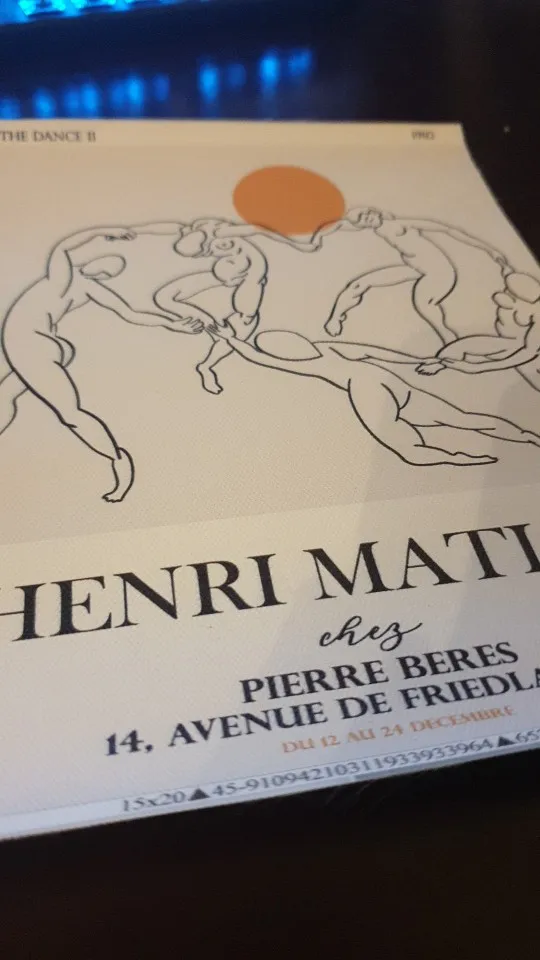 THE DANCE II
PRO
HENRI MATI
chez
PIERRE BERES
14, AVENUE DE FRIEDLA
DU 12 AU 24 DECEMBRE
15x20▲45-91094210311933933964▲65